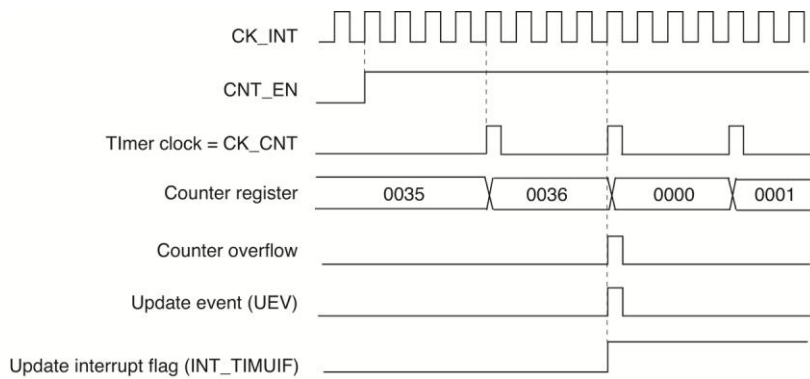 CK_INT
CNT_EN
TImer clock = CK_CNT
Counter register 0035 0036 0000 0001
Counter overflow
Update event (UEV)
Update interrupt flag (INT_TIMUIF)